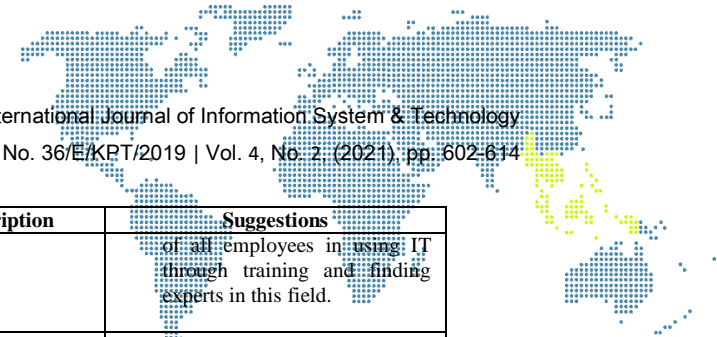 ternational Journal of Information System & Technology
No. 36/E/KPT/2019 | Vol. 4, No. 2, (2021), pp. 602-614
iption Suggestions
of all employees in using IT
through training and finding
experts in this field.